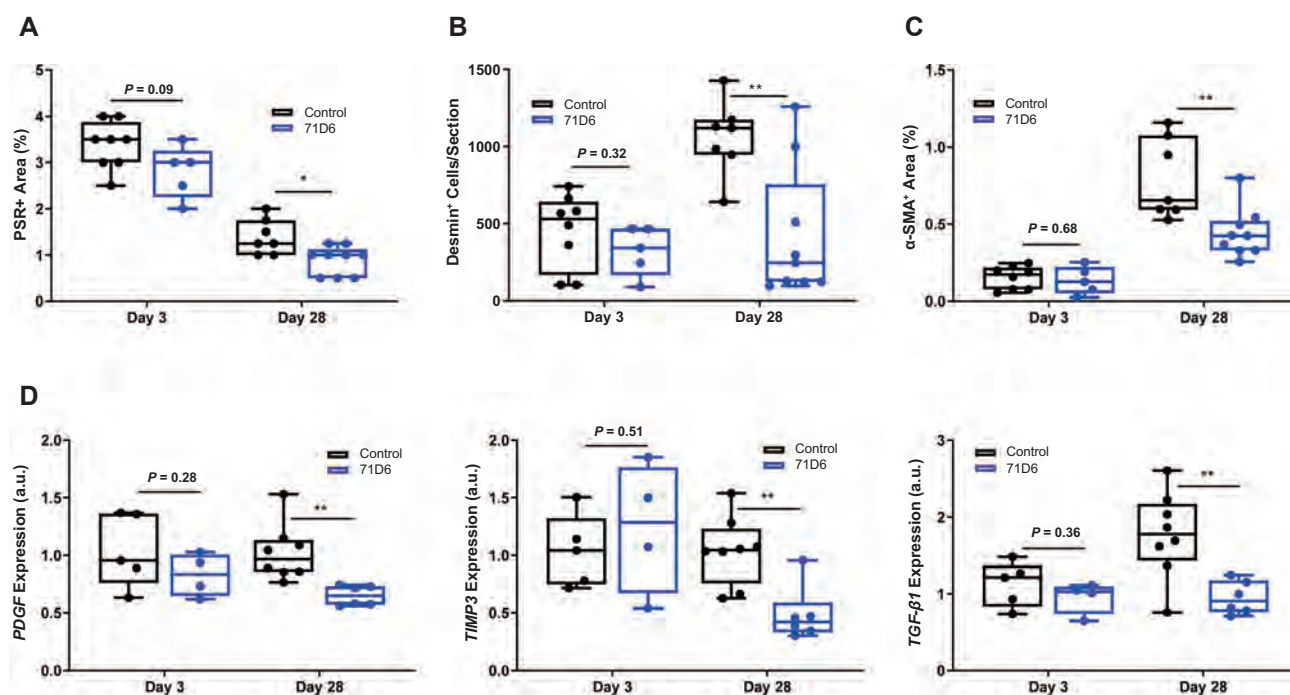 A
PSR+ Area (%)
5
4
3
2
1
0
P = 0.09
*
Control
71D6
Day 3
Day 28
B
Desmin⁺ Cells/Section
1500
1000
500
0
P = 0.32
**
Control
71D6
Day 3
Day 28
C
α-SMA⁺ Area (%)
1.5
1.0
0.5
0.0
P = 0.68
**
Control
71D6
Day 3
Day 28
D
PDGF Expression (a.u.)
2.0
1.5
1.0
0.5
0.0
P = 0.28
**
Control
71D6
Day 3
Day 28
TIMP3 Expression (a.u.)
2.0
1.5
1.0
0.5
0.0
P = 0.51
**
Control
71D6
Day 3
Day 28
TGF-β1 Expression (a.u.)
3
2
1
0
P = 0.36
**
Control
71D6
Day 3
Day 28